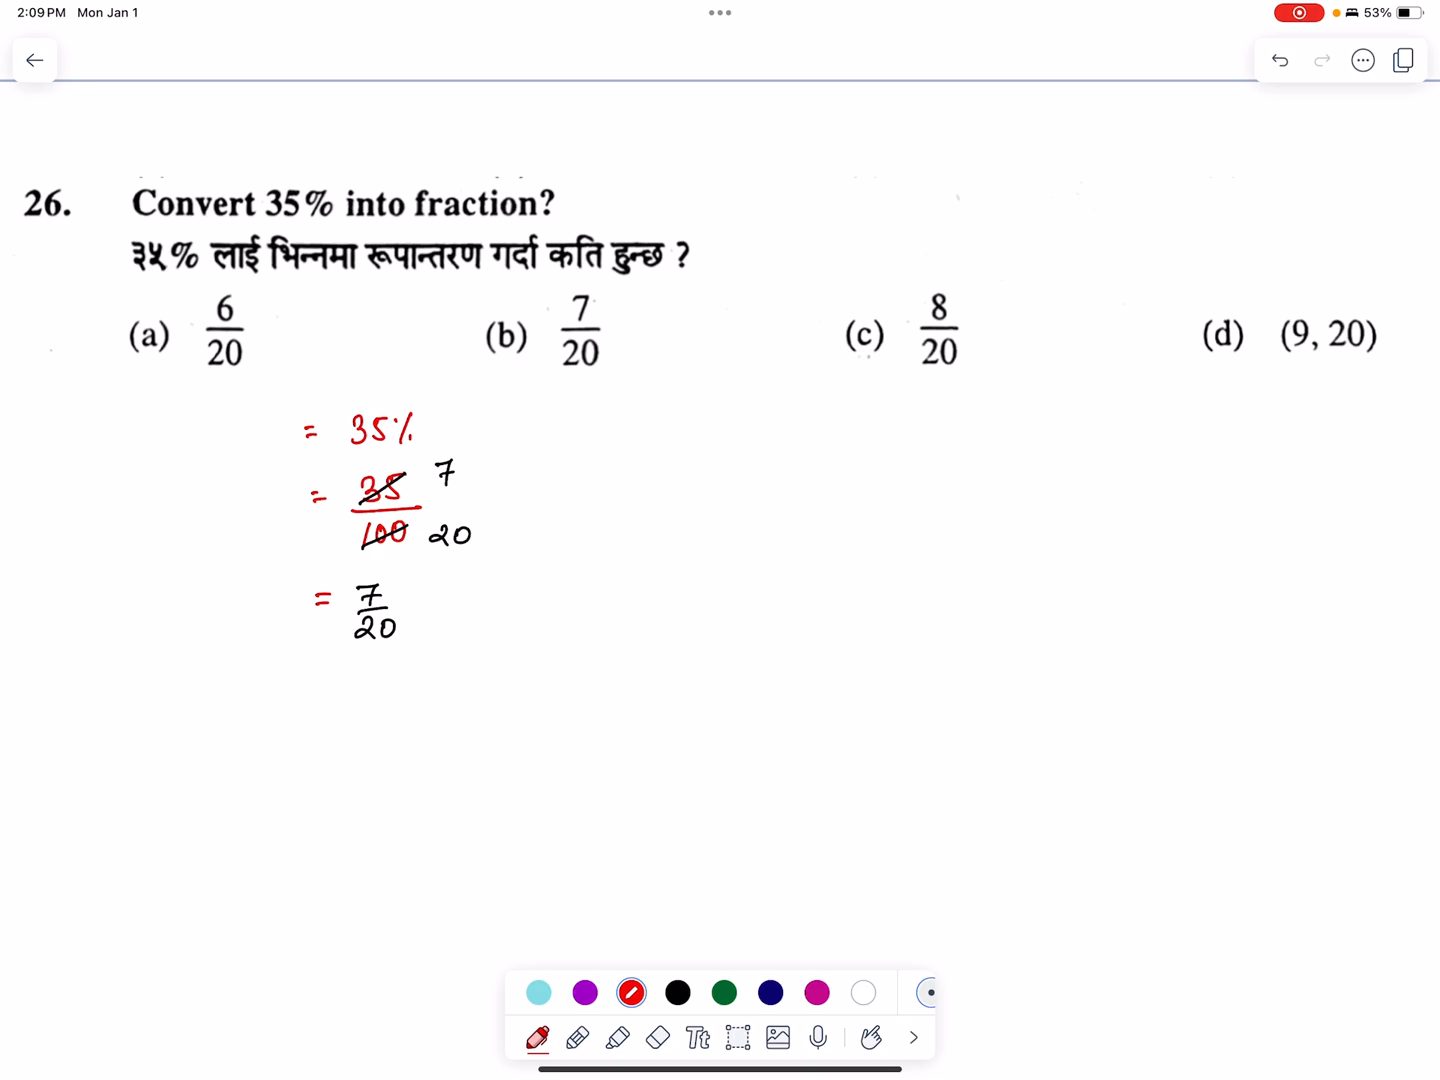 2:09 PM Mon Jan 1
53%
26. Convert 35% into fraction?
३५% लाई भिन्नमा रूपान्तरण गर्दा कति हुन्छ ?
(a) 6/20 (b) 7/20 (c) 8/20 (d) (9, 20)
= 35%
= 35/100 7 20
= 7/20
Tt